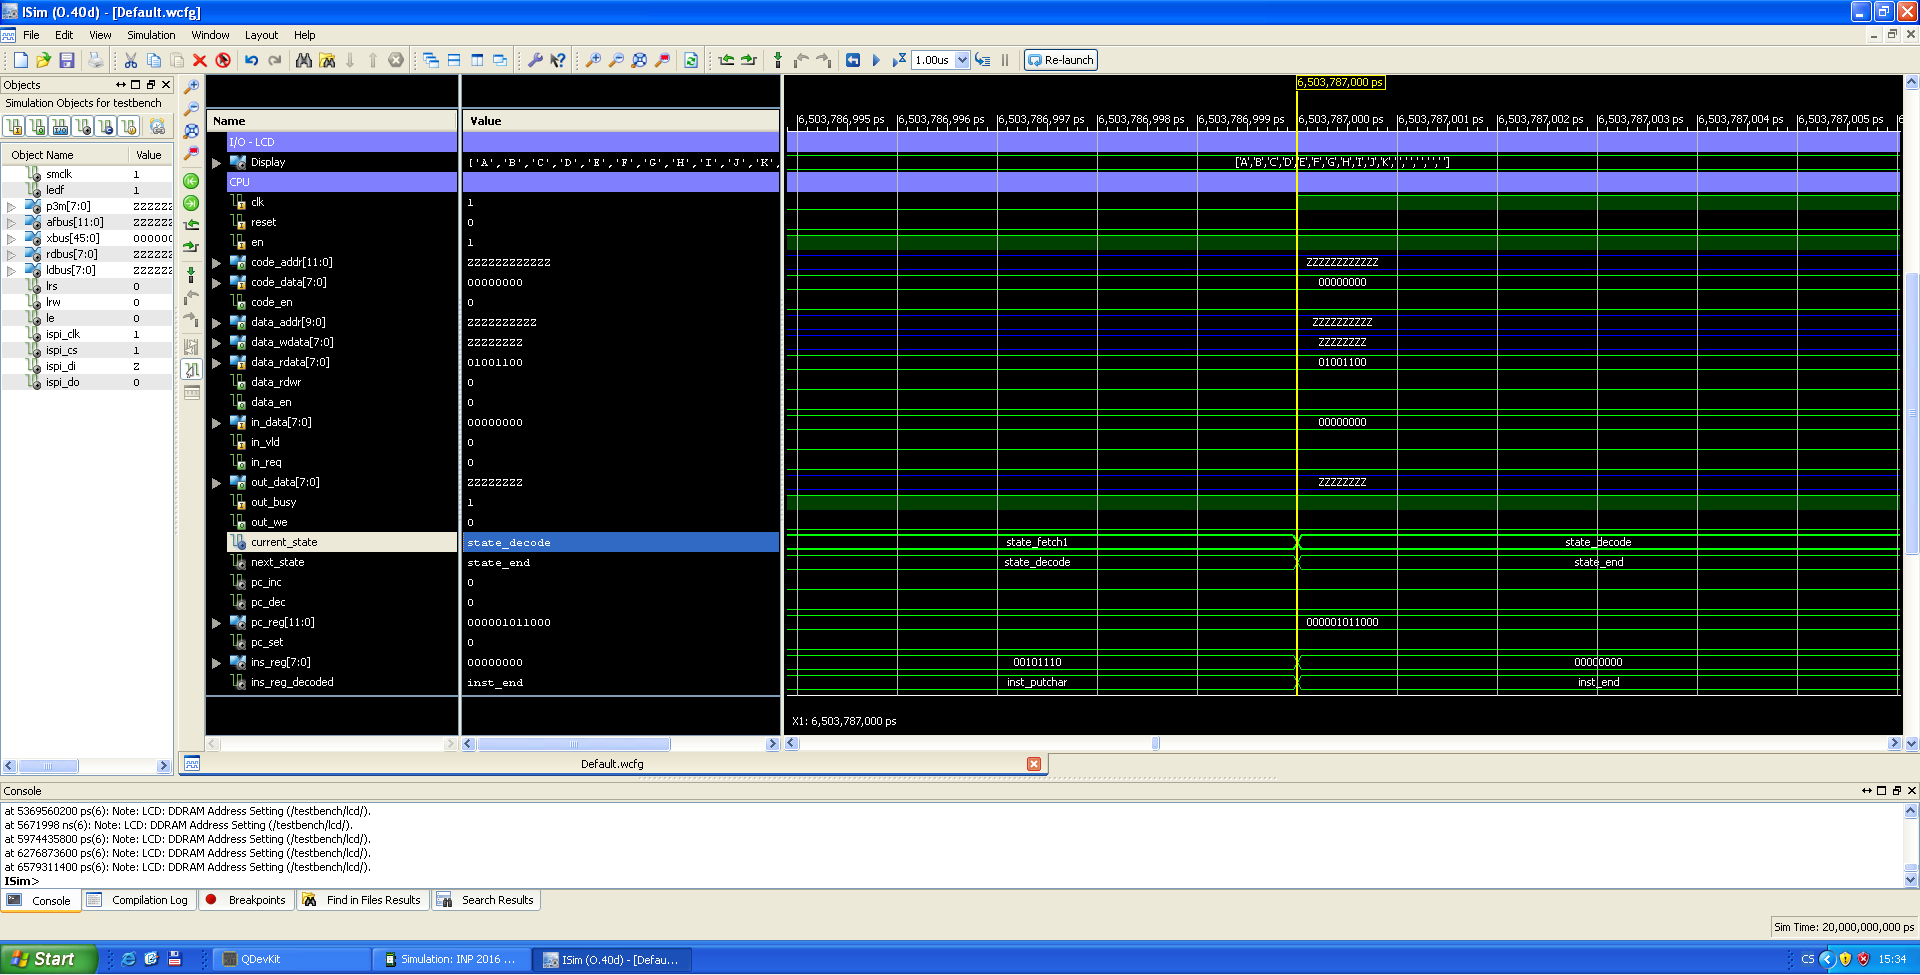 ISim (O.40d) - [Default.wcfg]
File Edit View Simulation Window Layout Help
1.00us Re-launch
Objects
Simulation Objects for testbench
Object Name Value
smclk 1
ledf 1
p3m[7:0] ZZZZZZ
afbus[11:0] ZZZZZZ
xbus[45:0] 000000
rdbus[7:0] ZZZZZZ
ldbus[7:0] ZZZZZZ
lrs 0
lrw 0
le 0
ispi_clk 1
ispi_cs 1
ispi_di Z
ispi_do 0
6,503,787,000 ps
Name Value
6,503,786,995 ps 6,503,786,996 ps 6,503,786,997 ps 6,503,786,998 ps 6,503,786,999 ps 6,503,787,000 ps 6,503,787,001 ps 6,503,787,002 ps 6,503,787,003 ps 6,503,787,004 ps 6,503,787,005 ps
I/O - LCD
Display ['A','B','C','D','E','F','G','H','I','J','K', ['A','B','C','D','E','F','G','H','I','J','K',' ',' ',' ',' ',' ']
CPU
clk 1
reset 0
en 1
code_addr[11:0] ZZZZZZZZZZZZ ZZZZZZZZZZZZ
code_data[7:0] 00000000 00000000
code_en 0
data_addr[9:0] ZZZZZZZZZZ ZZZZZZZZZZ
data_wdata[7:0] ZZZZZZZZ ZZZZZZZZ
data_rdata[7:0] 01001100 01001100
data_rdwr 0
data_en 0
in_data[7:0] 00000000 00000000
in_vld 0
in_req 0
out_data[7:0] ZZZZZZZZ ZZZZZZZZ
out_busy 1
out_we 0
current_state state_decode state_fetch1 state_decode
next_state state_end state_decode state_end
pc_inc 0
pc_dec 0
pc_reg[11:0] 000001011000 000001011000
pc_set 0
ins_reg[7:0] 00000000 00101110 00000000
ins_reg_decoded inst_end inst_putchar inst_end
X1: 6,503,787,000 ps
Default.wcfg
Console
at 5369560200 ps(6): Note: LCD: DDRAM Address Setting (/testbench/lcd/).
at 5671998 ns(6): Note: LCD: DDRAM Address Setting (/testbench/lcd/).
at 5974435800 ps(6): Note: LCD: DDRAM Address Setting (/testbench/lcd/).
at 6276873600 ps(6): Note: LCD: DDRAM Address Setting (/testbench/lcd/).
at 6579311400 ps(6): Note: LCD: DDRAM Address Setting (/testbench/lcd/).
ISim>
Console Compilation Log Breakpoints Find in Files Results Search Results
Sim Time: 20,000,000,000 ps
Start QDevKit Simulation: INP 2016 ... ISim (O.40d) - [Defau... CS 15:34